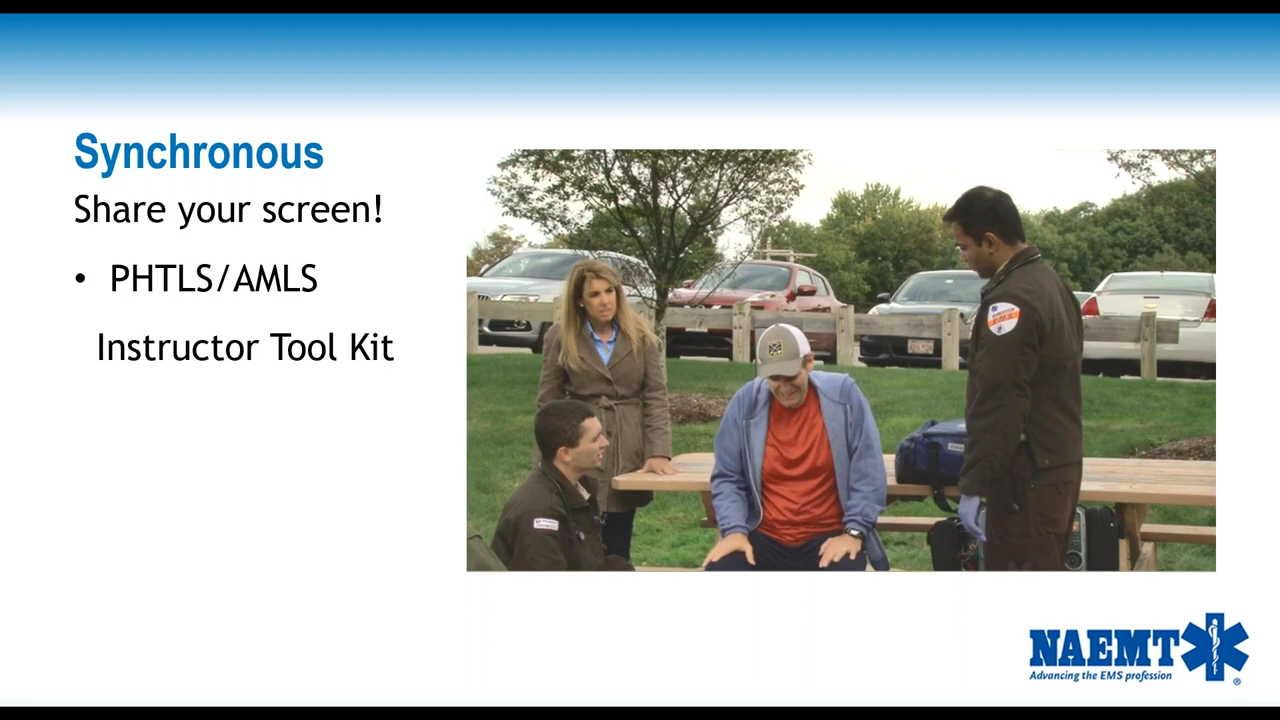 Synchronous
Share your screen!
• PHTLS/AMLS
Instructor Tool Kit
NAEMT
Advancing the EMS profession
®